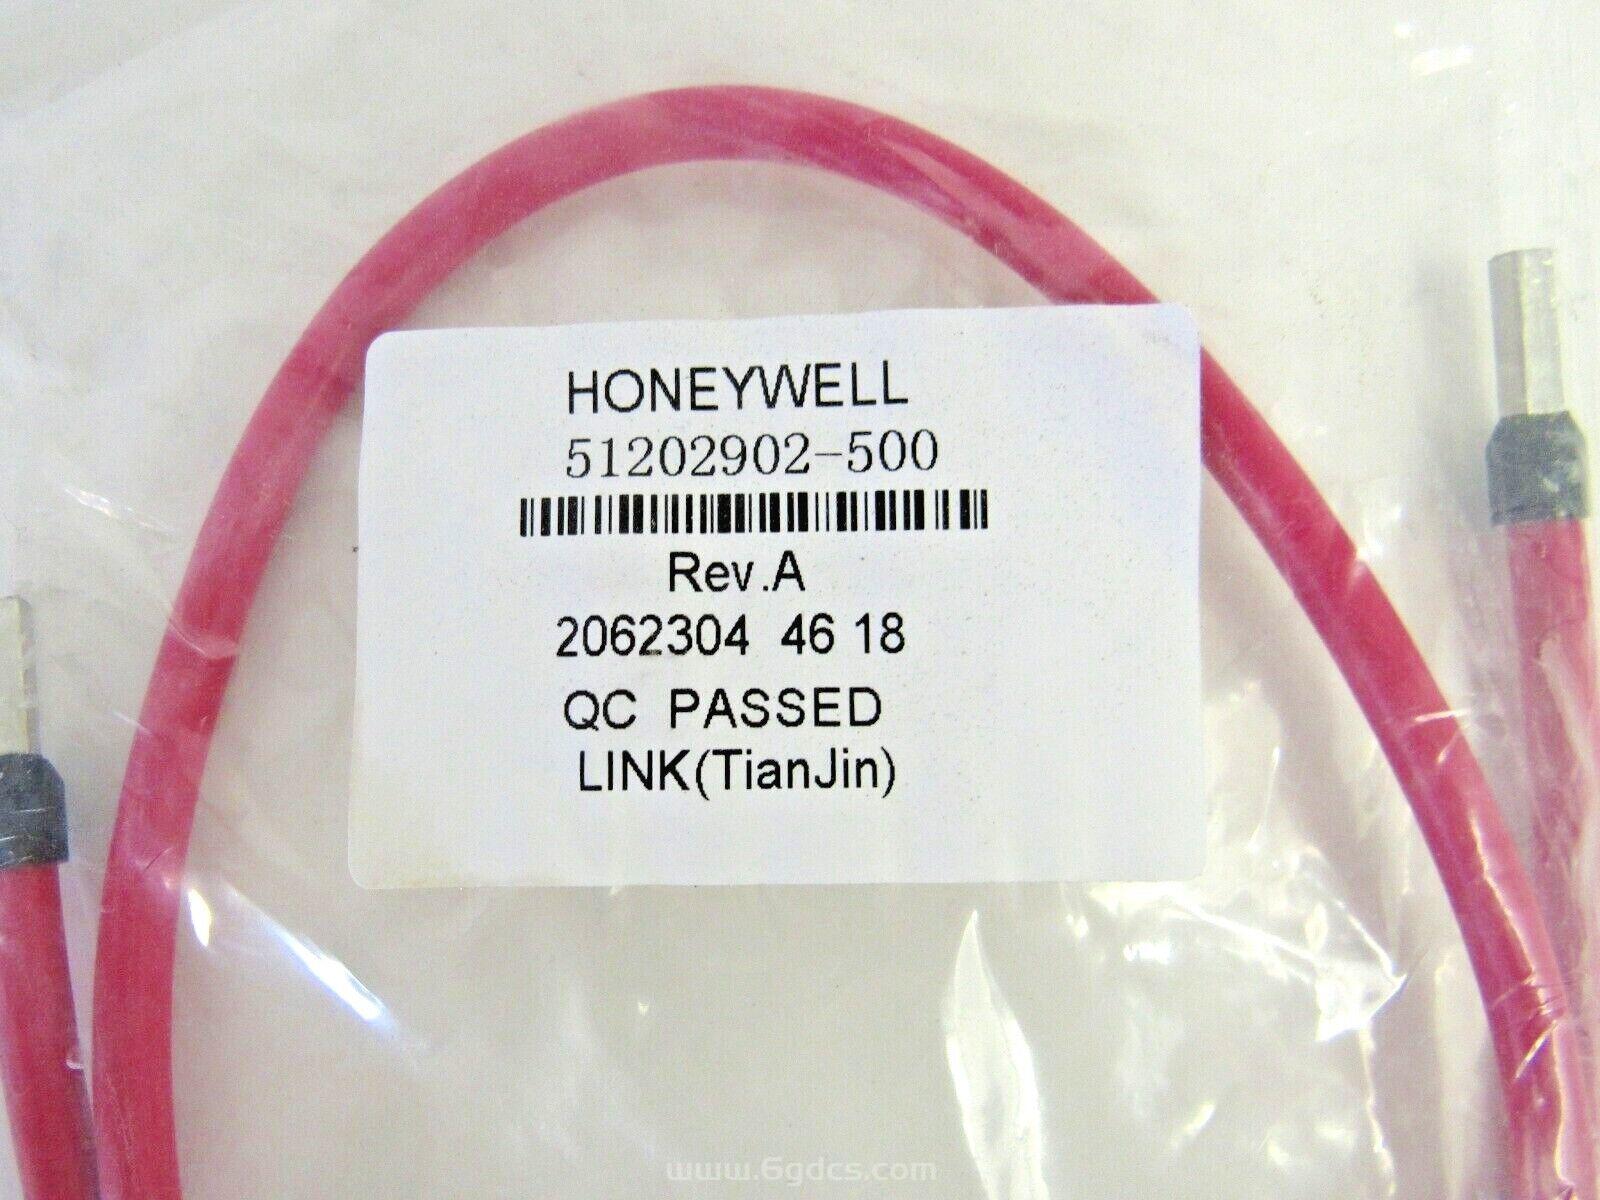 HONEYWELL
51202902-500
Rev.A
2062304 46 18
QC PASSED
LINK(TianJin)
www.6gdcs.com